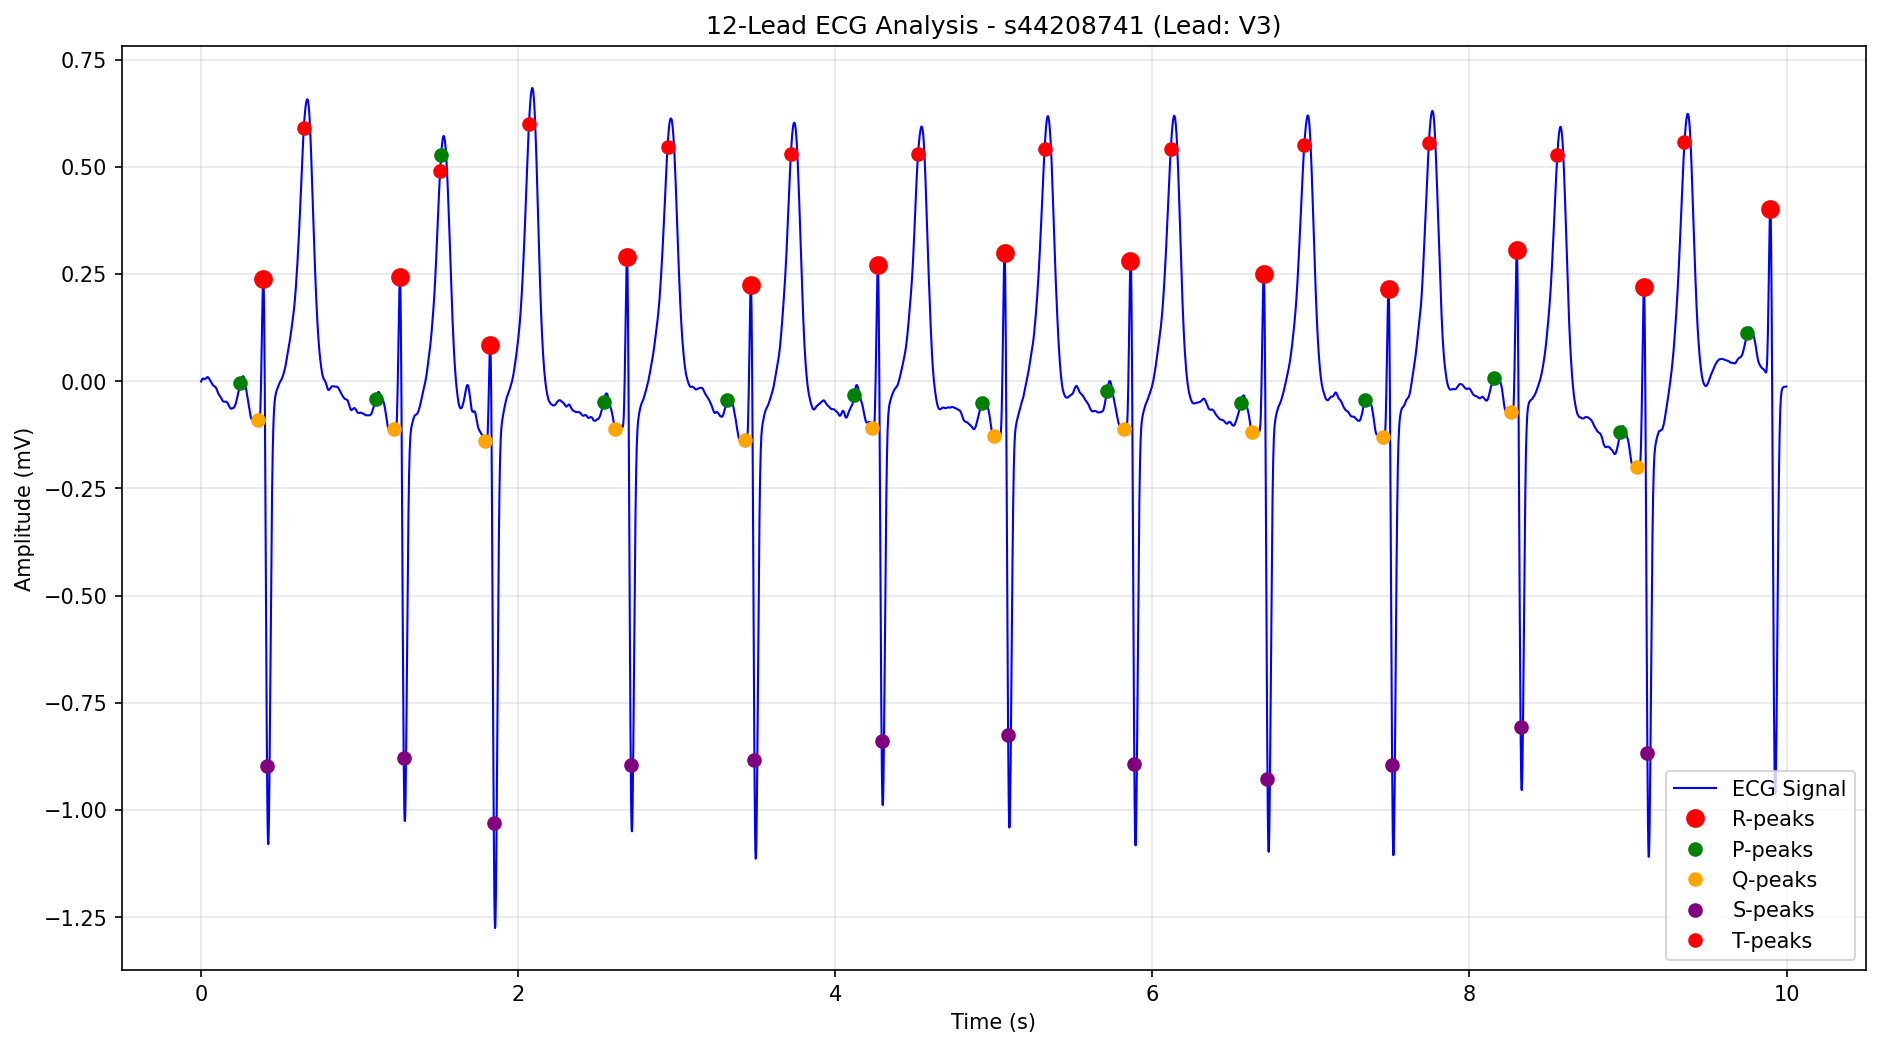 12-Lead ECG Analysis - s44208741 (Lead: V3)
0.75
0.50
0.25
0.00
−0.25
−0.50
−0.75
−1.00
−1.25
Amplitude (mV)
0 2 4 6 8 10
Time (s)
ECG Signal
R-peaks
P-peaks
Q-peaks
S-peaks
T-peaks